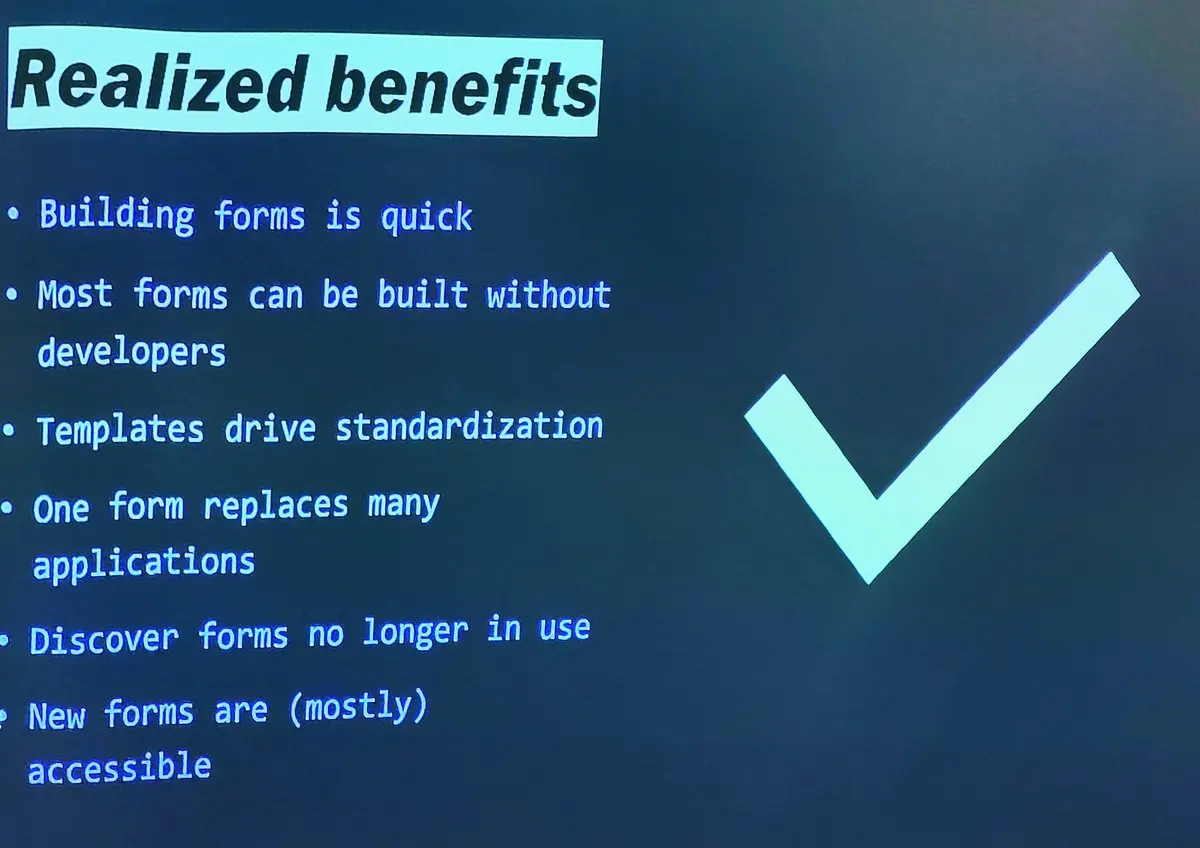 Realized benefits
• Building forms is quick
• Most forms can be built without
developers
• Templates drive standardization
• One form replaces many
applications
• Discover forms no longer in use
• New forms are (mostly)
accessible